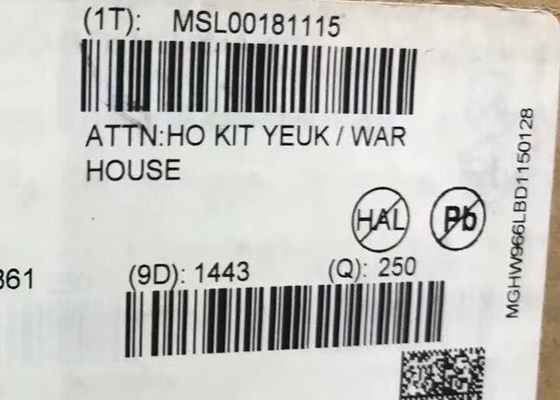 (1T): MSL00181115
ATTN:HO KIT YEUK / WAR
HOUSE
HAL Pb
361 (9D): 1443 (Q): 250
MGHW966LBD1150128